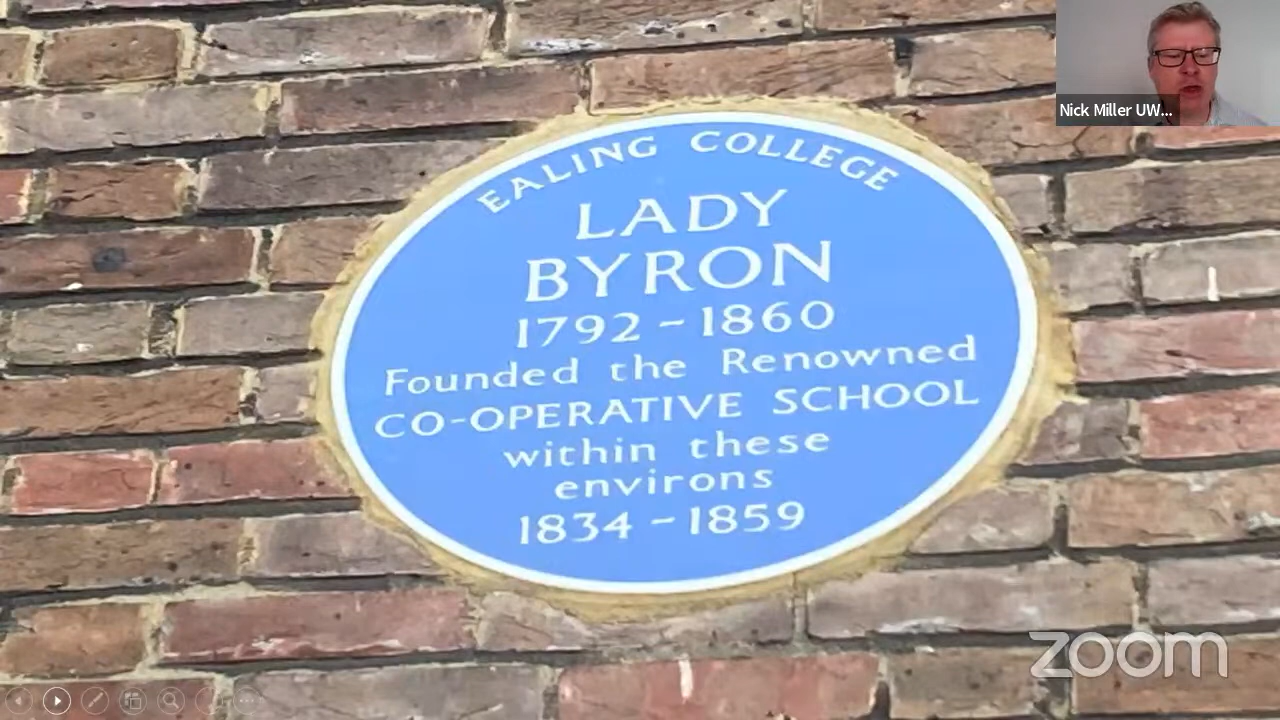 EALING COLLEGE
LADY
BYRON
1792-1860
Founded the Renowned
CO-OPERATIVE SCHOOL
within these
environs
1834-1859
Nick Miller UW...
zoom